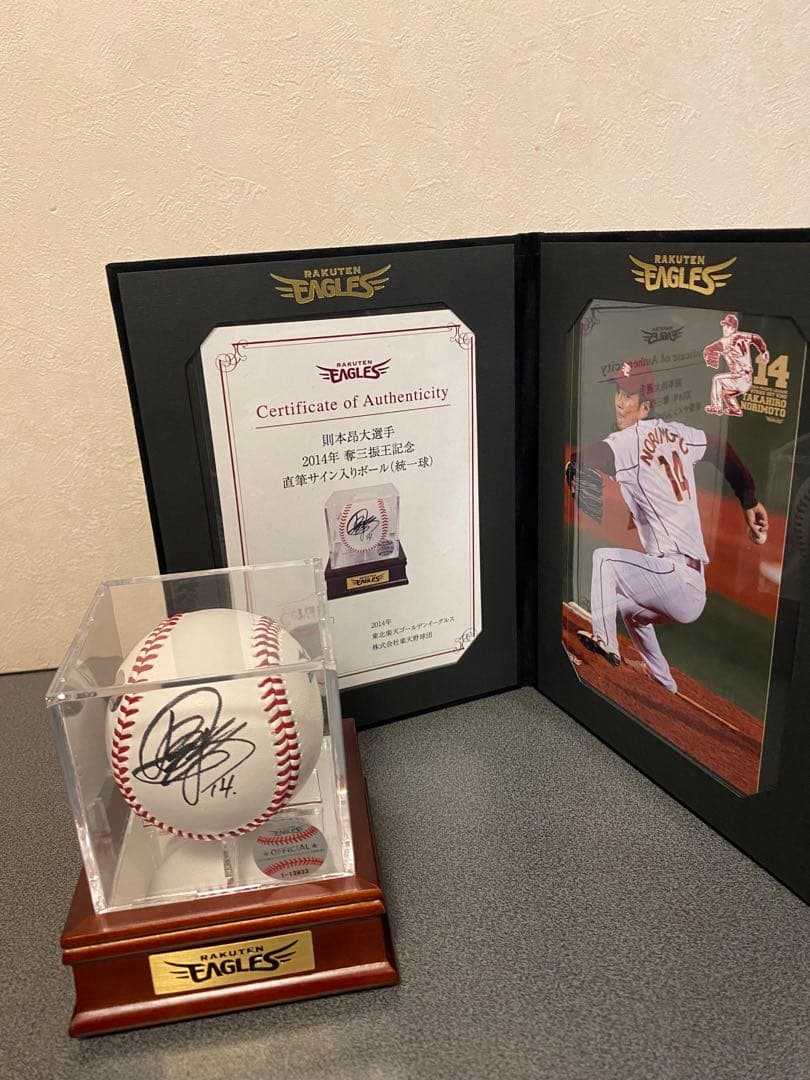 RAKUTEN
EAGLES
RAKUTEN
EAGLES
Certificate of Authenticity
則本昂大選手
2014年 奪三振王記念
直筆サイン入りボール(統一球)
EAGLES
2014年
東北楽天ゴールデンイーグルス
株式会社楽天野球団
RAKUTEN
EAGLES
14
TAKAHIRO
NORIMOTO
NORIMOTO
14
14.
EAGLES
★OFFICIAL★
RAKUTEN
EAGLES